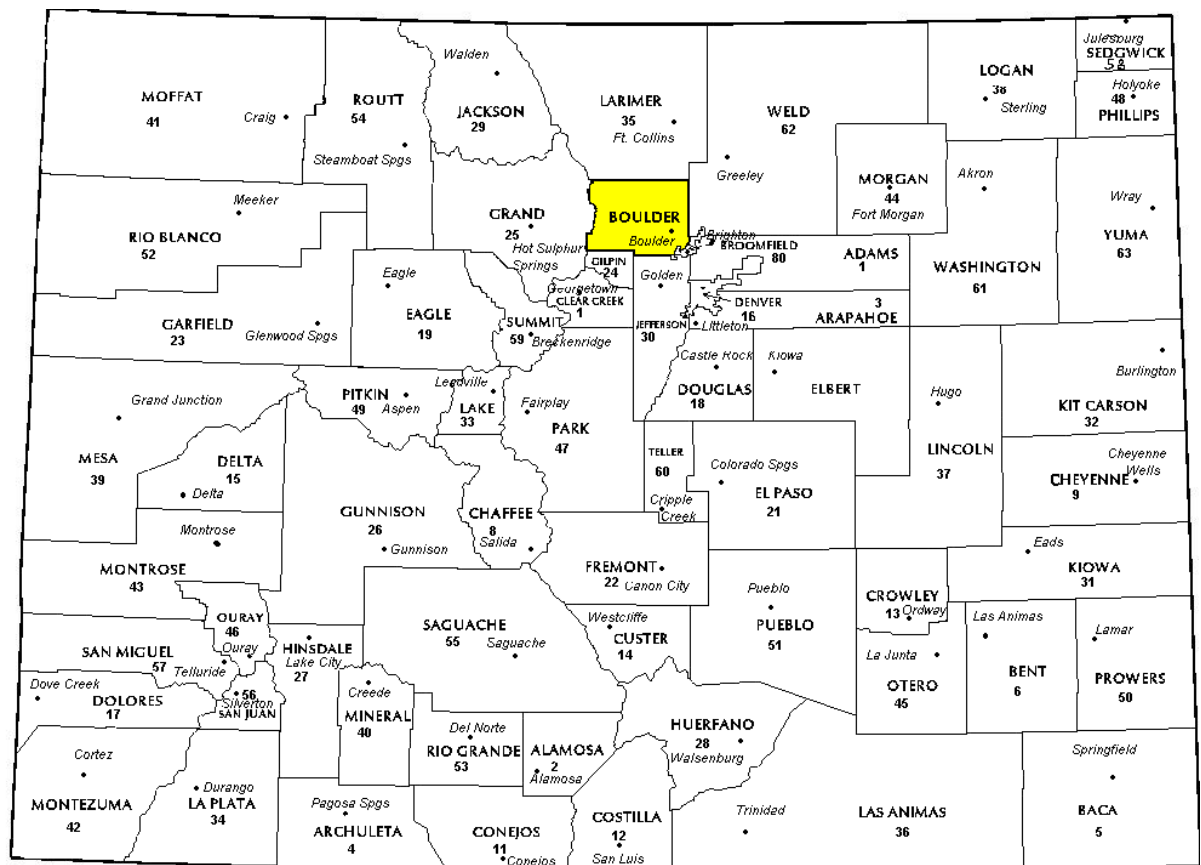 MOFFAT
41
Craig
ROUTT
54
Steamboat Spgs
Walden
JACKSON
29
LARIMER
35
Ft. Collins
WELD
62
Greeley
LOGAN
38
Sterling
Julesburg
SEDGWICK
58
Holyoke
48
PHILLIPS
MORGAN
44
Fort Morgan
Akron
WASHINGTON
61
Wray
YUMA
63
Meeker
RIO BLANCO
52
GRAND
25
Hot Sulphur
Springs
BOULDER
Boulder
Brighton
BROOMFIELD
80
ADAMS
1
GILPIN
24
Golden
Georgetown
CLEAR CREEK
1
JEFFERSON
30
DENVER
16
Littleton
3
ARAPAHOE
Eagle
EAGLE
19
SUMMIT
59
Breckenridge
GARFIELD
23
Glenwood Spgs
Castle Rock
DOUGLAS
18
Kiowa
ELBERT
Hugo
LINCOLN
37
Burlington
KIT CARSON
32
Cheyenne
Wells
CHEYENNE
9
Grand Junction
MESA
39
PITKIN
49
Aspen
Leadville
LAKE
33
Fairplay
PARK
47
TELLER
60
Cripple
Creek
Colorado Spgs
EL PASO
21
DELTA
15
Delta
GUNNISON
26
Gunnison
CHAFFEE
8
Salida
Montrose
MONTROSE
43
FREMONT
22
Canon City
Pueblo
PUEBLO
51
CROWLEY
13
Ordway
Eads
KIOWA
31
OURAY
46
Ouray
SAN MIGUEL
57
Telluride
HINSDALE
Lake City
27
SAGUACHE
55
Saguache
Westcliffe
CUSTER
14
La Junta
OTERO
45
Las Animas
BENT
6
Lamar
PROWERS
50
Dove Creek
DOLORES
17
56
Silverton
SAN JUAN
Creede
MINERAL
40
Del Norte
RIO GRANDE
53
ALAMOSA
2
Alamosa
HUERFANO
28
Walsenburg
Cortez
MONTEZUMA
42
Durango
LA PLATA
34
Pagosa Spgs
ARCHULETA
4
CONEJOS
11
Conejos
COSTILLA
12
San Luis
Trinidad
LAS ANIMAS
36
Springfield
BACA
5